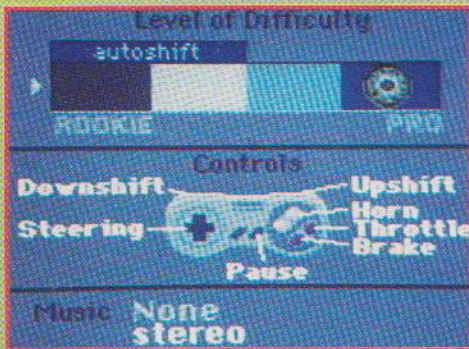 Level of Difficulty
autoshift
ROOKIE PRO
Controls
Downshift Upshift
Horn
Steering Throttle
Brake
Pause
Music None
stereo